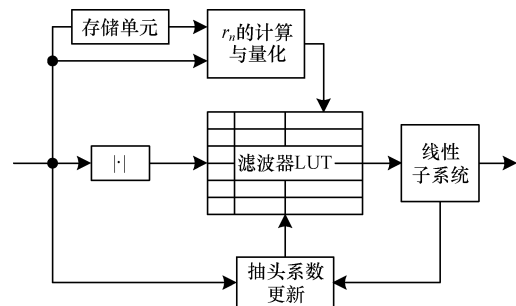 存储单元
rₙ的计算
与量化
|·|
滤波器LUT
线性
子系统
抽头系数
更新